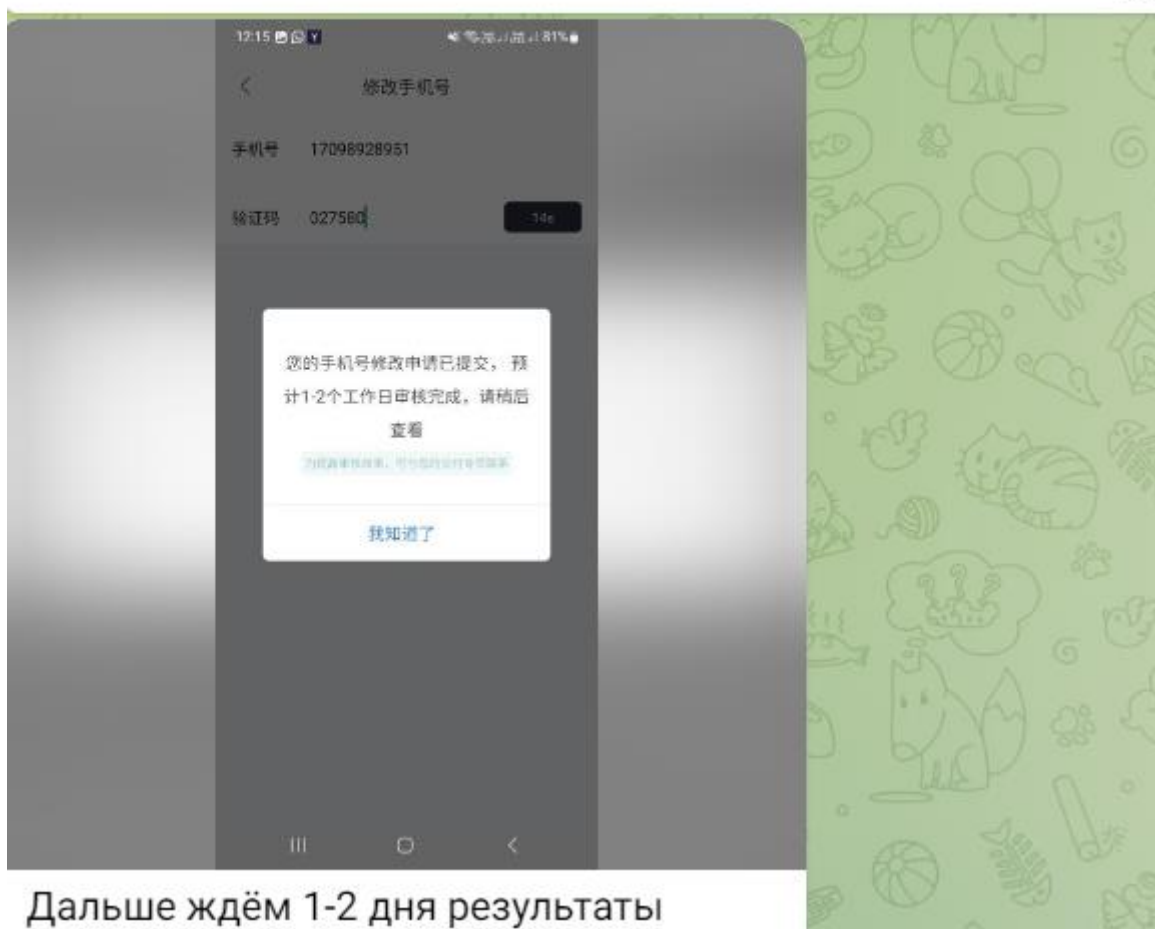 12:15
81%
修改手机号
手机号 17098928951
验证码 027580
14s
您的手机号修改申请已提交，预
计1-2个工作日审核完成，请稍后
查看
我知道了
Дальше ждём 1-2 дня результаты